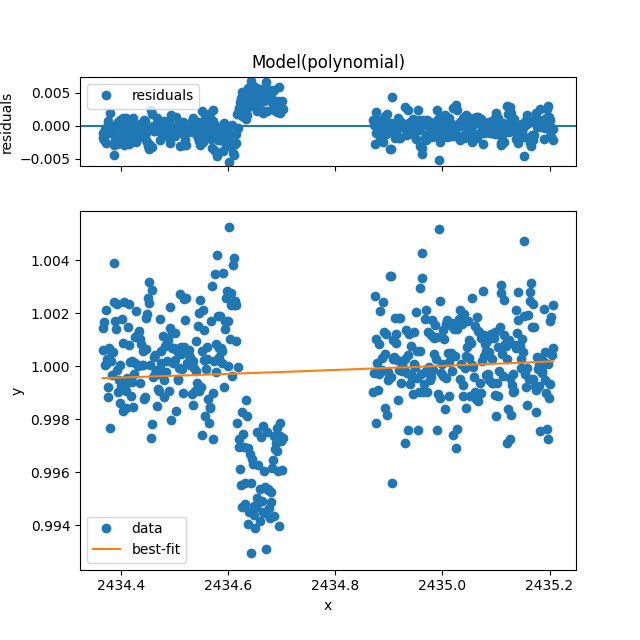 Model(polynomial)
residuals
0.005
0.000
−0.005
residuals
y
1.004
1.002
1.000
0.998
0.996
0.994
data
best-fit
2434.4 2434.6 2434.8 2435.0 2435.2
x